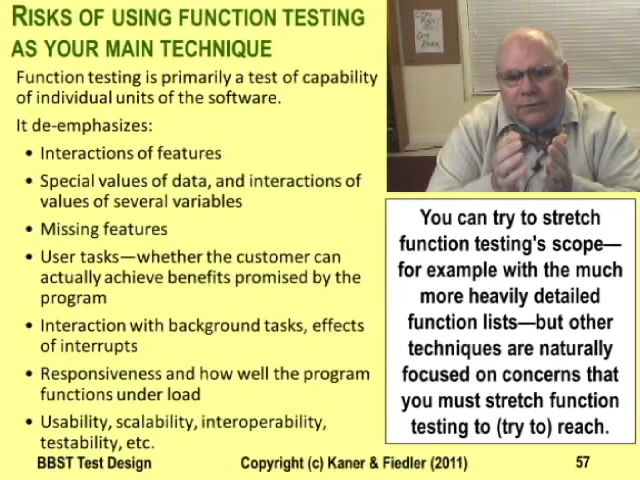 RISKS OF USING FUNCTION TESTING
AS YOUR MAIN TECHNIQUE
Function testing is primarily a test of capability
of individual units of the software.
It de-emphasizes:
• Interactions of features
• Special values of data, and interactions of
values of several variables
• Missing features
• User tasks—whether the customer can
actually achieve benefits promised by the
program
• Interaction with background tasks, effects
of interrupts
• Responsiveness and how well the program
functions under load
• Usability, scalability, interoperability,
testability, etc.
You can try to stretch
function testing's scope—
for example with the much
more heavily detailed
function lists—but other
techniques are naturally
focused on concerns that
you must stretch function
testing to (try to) reach.
BBST Test Design
Copyright (c) Kaner & Fiedler (2011)
57